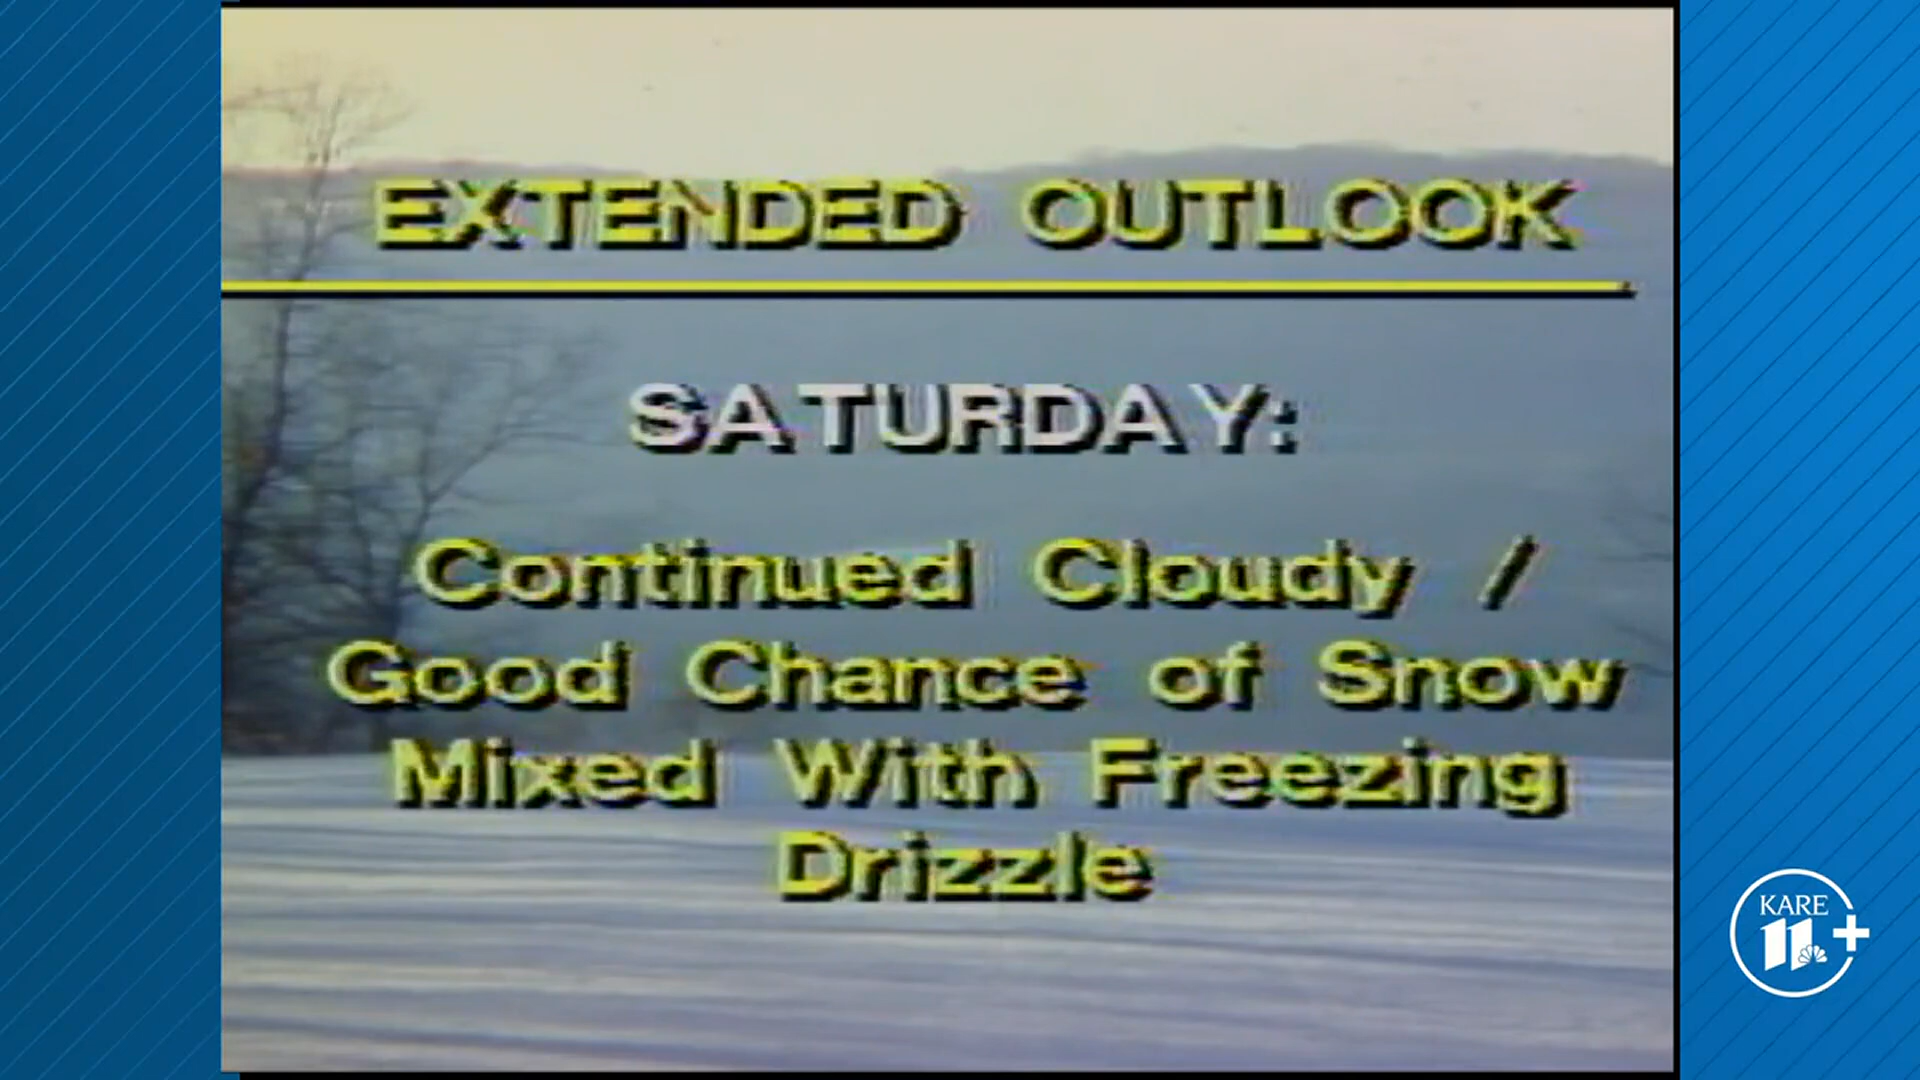 EXTENDED OUTLOOK
SATURDAY:
Continued Cloudy /
Good Chance of Snow
Mixed With Freezing
Drizzle
KARE
11+